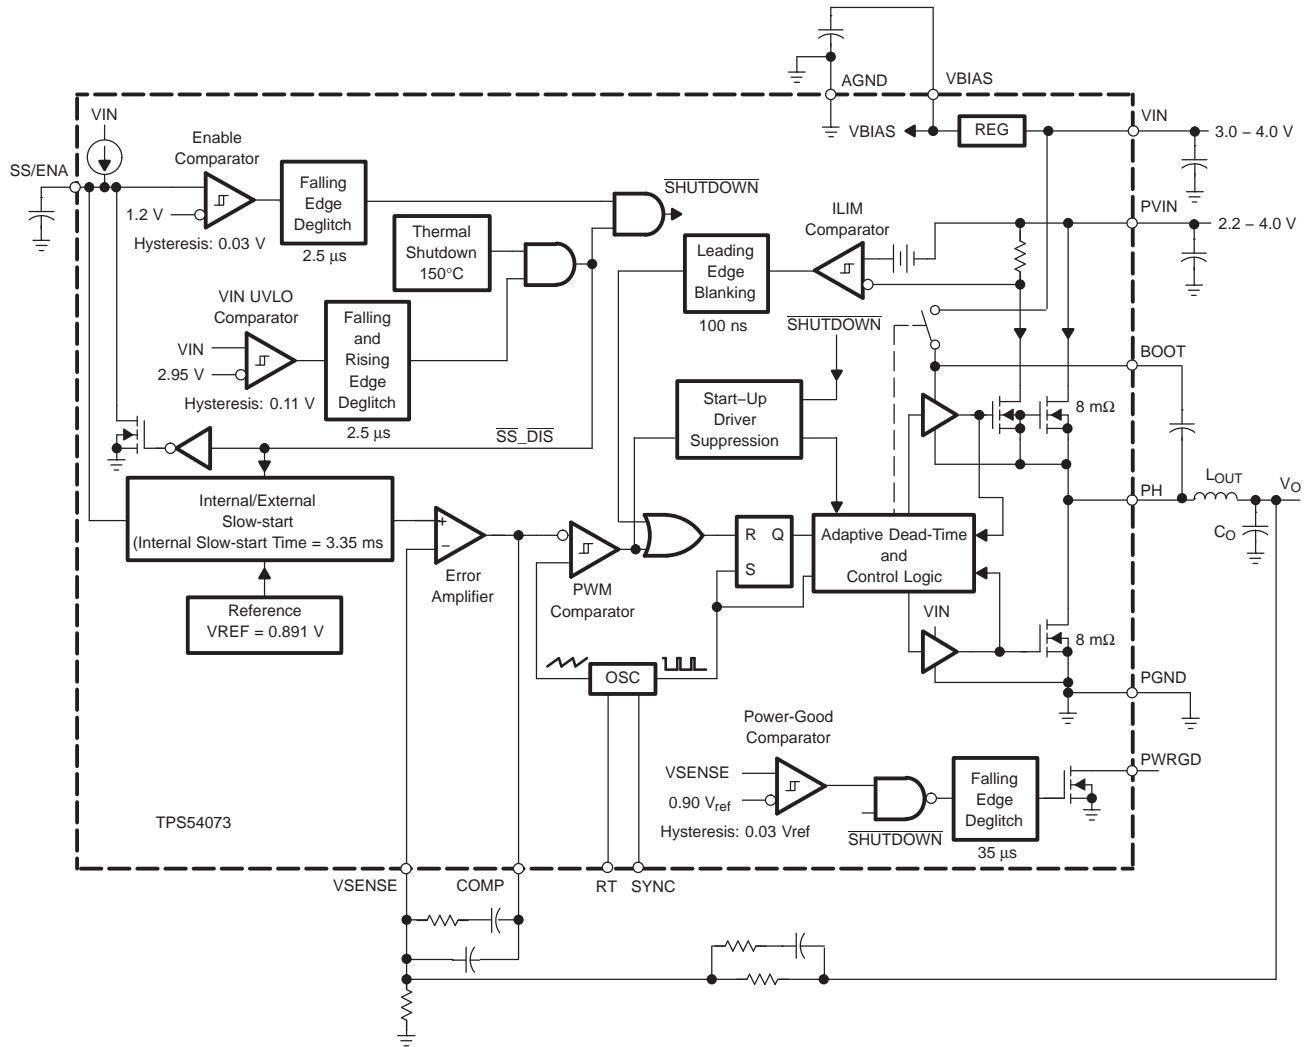 AGND
VBIAS
VIN
VIN
Enable
Comparator
VBIAS
REG
3.0 – 4.0 V
SS/ENA
Falling
Edge
Deglitch
SHUTDOWN
1.2 V
Hysteresis: 0.03 V
2.5 μs
Thermal
Shutdown
150°C
ILIM
Comparator
PVIN
2.2 – 4.0 V
Leading
Edge
Blanking
100 ns
VIN UVLO
Comparator
VIN
2.95 V
Hysteresis: 0.11 V
Falling
and
Rising
Edge
Deglitch
2.5 μs
SHUTDOWN
BOOT
Start–Up
Driver
Suppression
8 mΩ
SS_DIS
Internal/External
Slow-start
(Internal Slow-start Time = 3.35 ms
PH
LOUT
VO
CO
+
−
Error
Amplifier
PWM
Comparator
R Q
S
Adaptive Dead-Time
and
Control Logic
Reference
VREF = 0.891 V
VIN
8 mΩ
OSC
PGND
Power-Good
Comparator
VSENSE
0.90 Vref
Hysteresis: 0.03 Vref
SHUTDOWN
Falling
Edge
Deglitch
35 μs
PWRGD
TPS54073
VSENSE
COMP
RT
SYNC